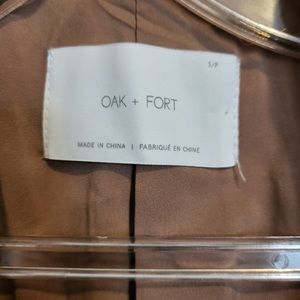 S/P
OAK + FORT
MADE IN CHINA | FABRIQUÉ EN CHINE